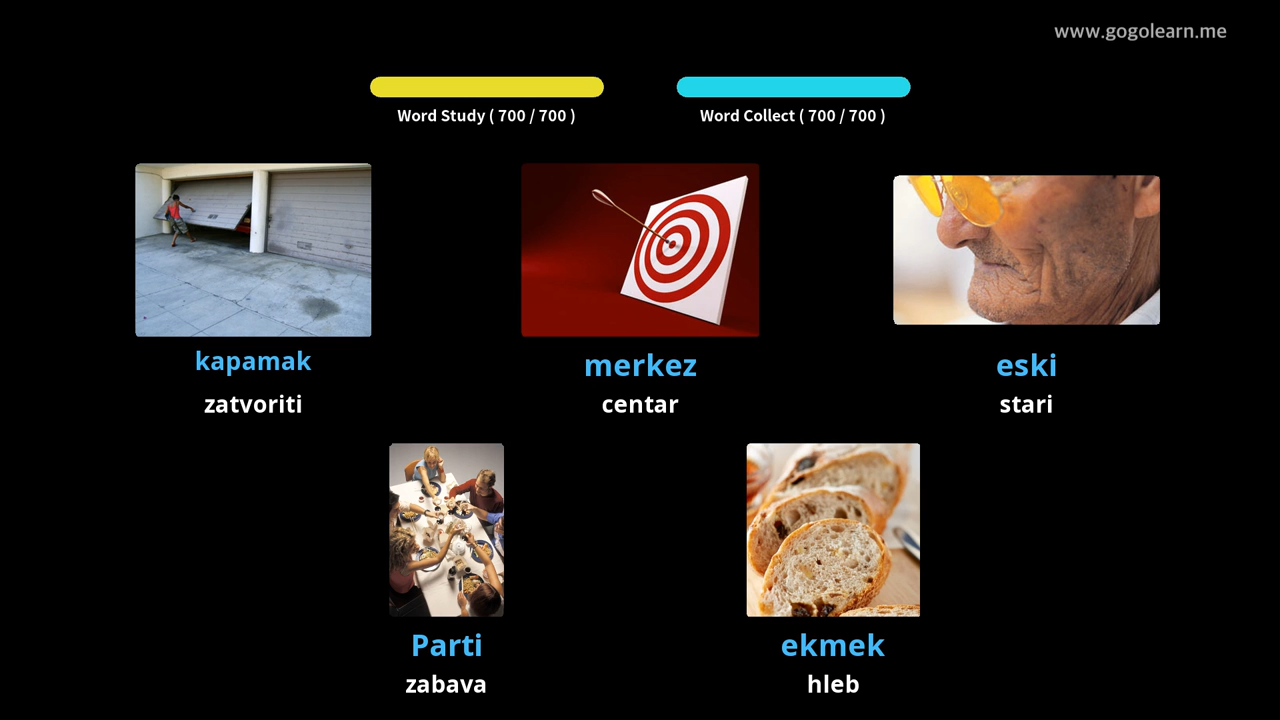 www.gogolearn.me
Word Study ( 700 / 700 )
Word Collect ( 700 / 700 )
kapamak
merkez
eski
zatvoriti
centar
stari
Parti
ekmek
zabava
hleb